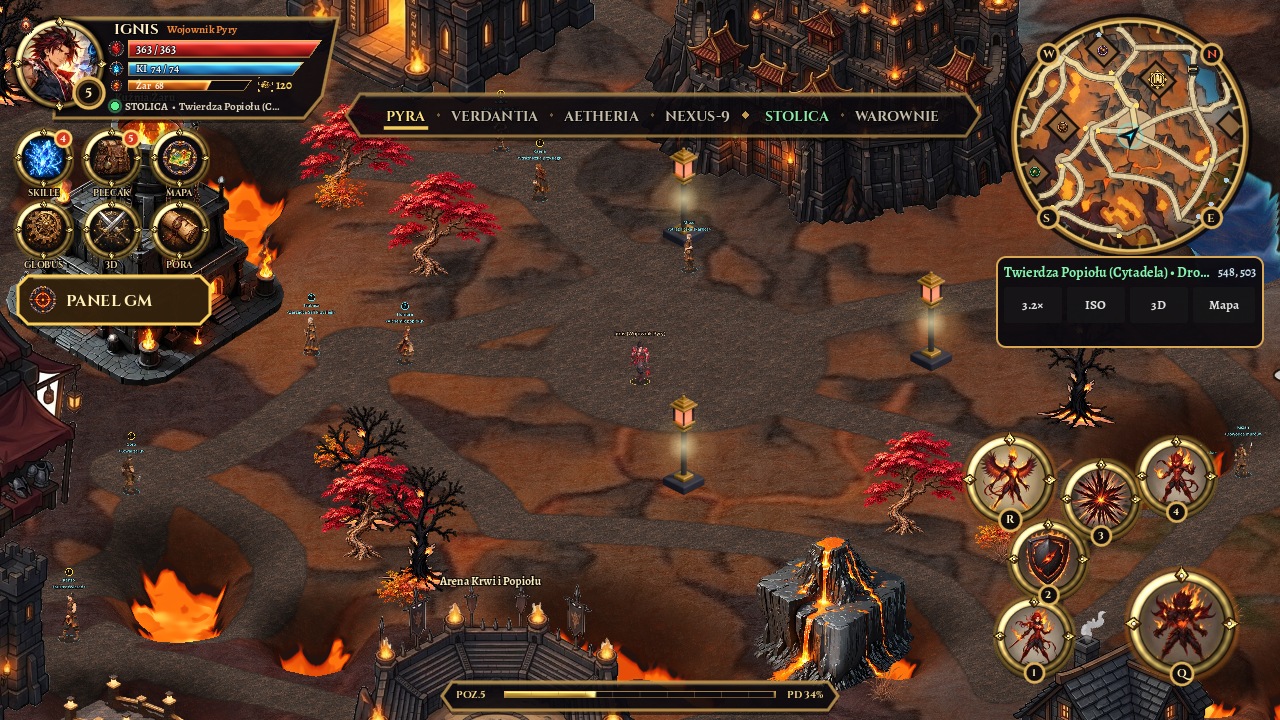 IGNIS Wojownik Pyry
363 / 363
KI 74 / 74
Żar 68
120
5
STOLICA • Twierdza Popiołu (C...
PYRA
VERDANTIA
AETHERIA
NEXUS-9
STOLICA
WAROWNIE
W
N
S
E
4
5
SKILLE
PLECAK
MAPA
GLOBUS
3D
PORA
PANEL GM
Twierdza Popiołu (Cytadela) • Dro... 548, 503
3.2×
ISO
3D
Mapa
Arena Krwi i Popiołu
R
3
4
2
1
Q
POZ.5
PD 34%